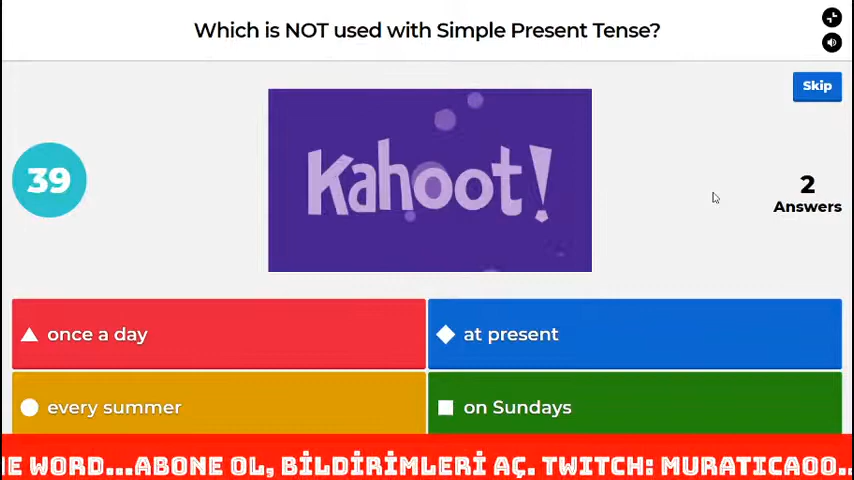 Which is NOT used with Simple Present Tense?
Skip
39
Kahoot!
2
Answers
once a day
at present
every summer
on Sundays
WORD...ABONE OL, BİLDİRİMLERİ AÇ. TWITCH: MURATICA00..